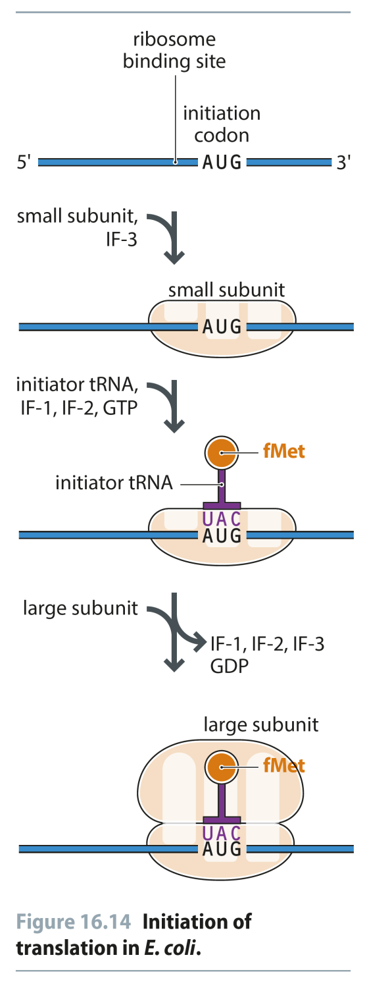 ribosome
binding site
initiation
codon
5' AUG 3'
small subunit,
IF-3
small subunit
AUG
initiator tRNA,
IF-1, IF-2, GTP
fMet
initiator tRNA
UAC
AUG
large subunit
IF-1, IF-2, IF-3
GDP
large subunit
fMet
UAC
AUG
Figure 16.14 Initiation of
translation in E. coli.